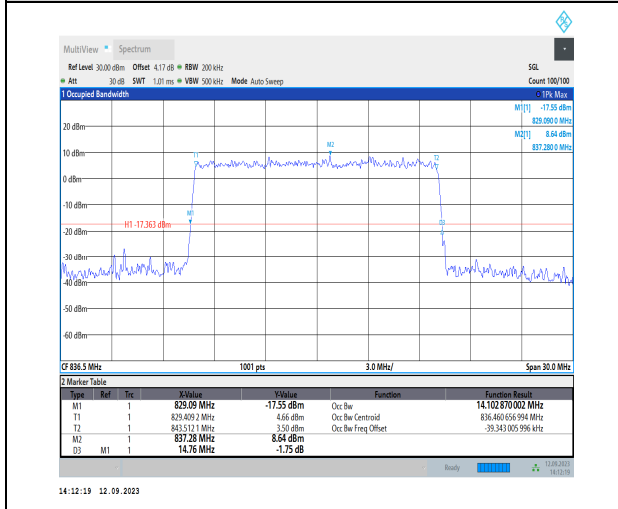 MultiView Spectrum
Ref Level 30.00 dBm Offset 4.17 dB RBW 200 kHz SGL
Att 30 dB SWT 1.01 ms VBW 500 kHz Mode Auto Sweep Count 100/100
1 Occupied Bandwidth 1Pk Max
M1[1] -17.55 dBm
829.090 0 MHz
M2[1] 8.64 dBm
837.280 0 MHz
20 dBm
M2
10 dBm
T1 T2
0 dBm
-10 dBm
M1
H1 -17.363 dBm
D3
-20 dBm
-30 dBm
-40 dBm
-50 dBm
-60 dBm
CF 836.5 MHz 1001 pts 3.0 MHz/ Span 30.0 MHz
2 Marker Table
Type Ref Trc X-Value Y-Value Function Function Result
M1 1 829.09 MHz -17.55 dBm Occ Bw 14.102 870 002 MHz
T1 1 829.409 2 MHz 4.66 dBm Occ Bw Centroid 836.460 656 994 MHz
T2 1 843.512 1 MHz 3.50 dBm Occ Bw Freq Offset -39.343 005 996 kHz
M2 1 837.28 MHz 8.64 dBm
D3 M1 1 14.76 MHz -1.75 dB
Ready 12.09.2023
14:12:19
14:12:19 12.09.2023